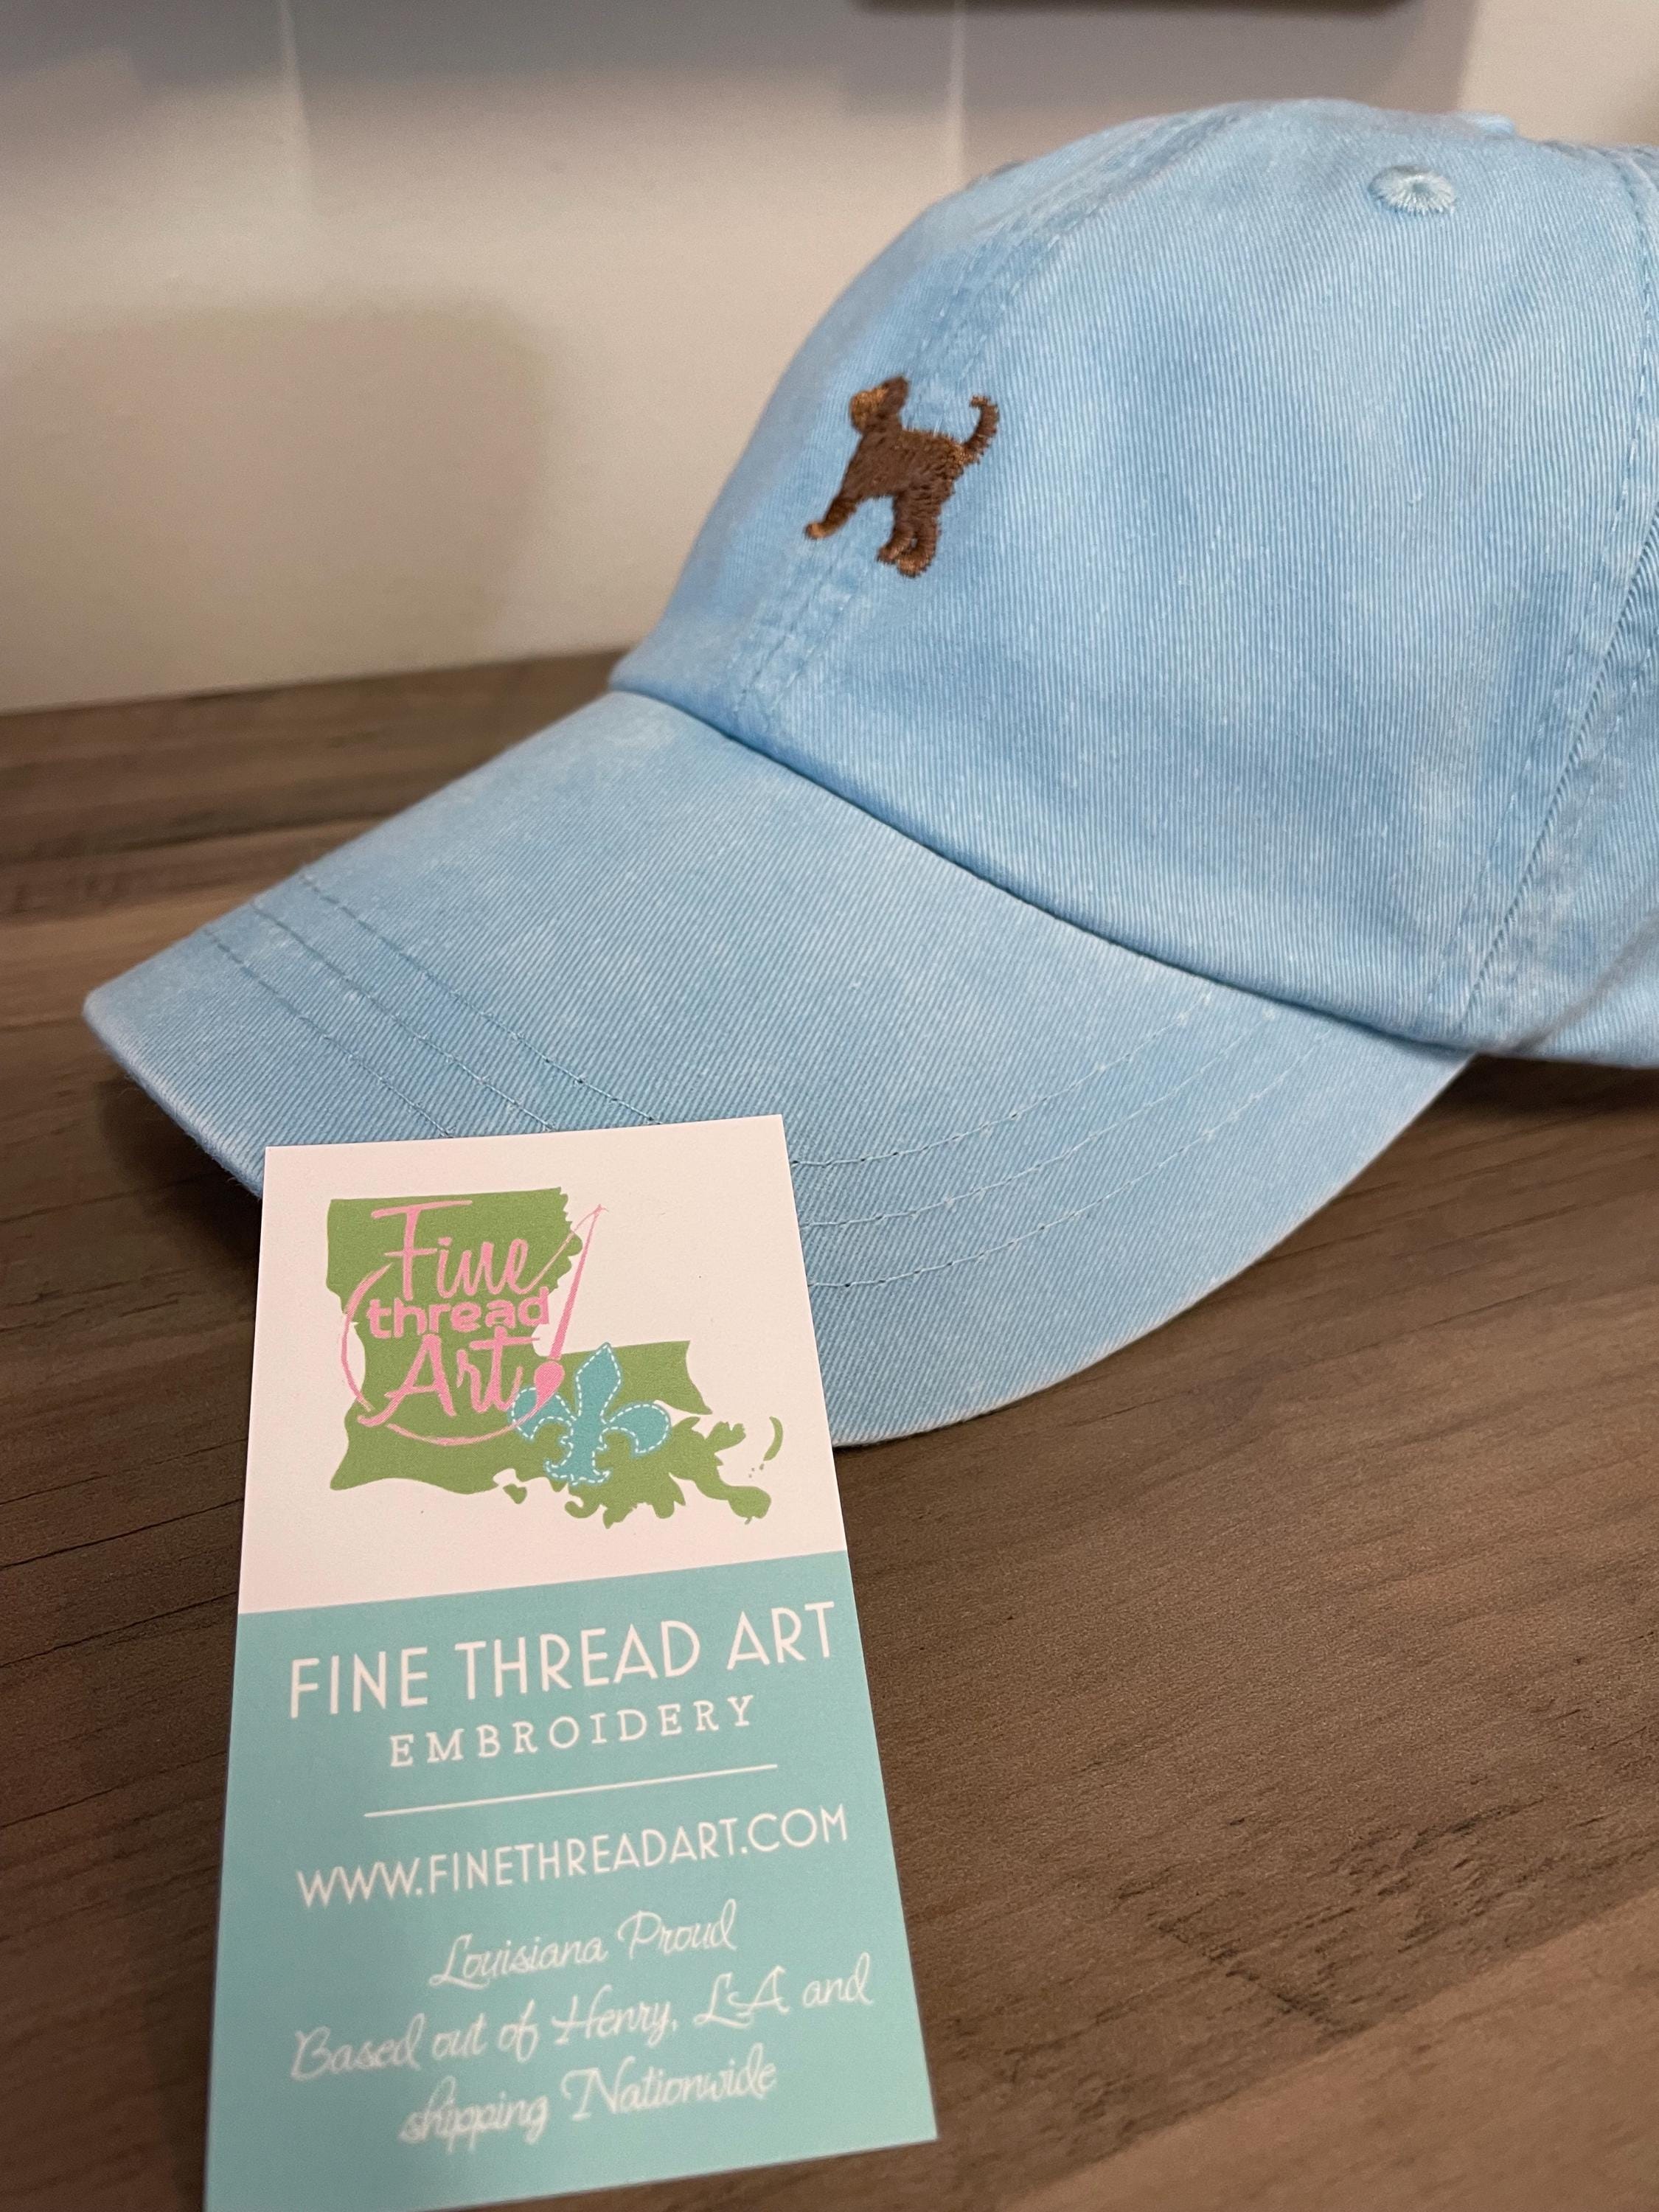 Fine
thread
Art
FINE THREAD ART
EMBROIDERY
WWW.FINETHREADART.COM
Louisiana Proud
Based out of Henry, LA and
shipping Nationwide